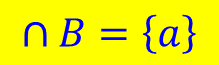 ∩ B = {a}